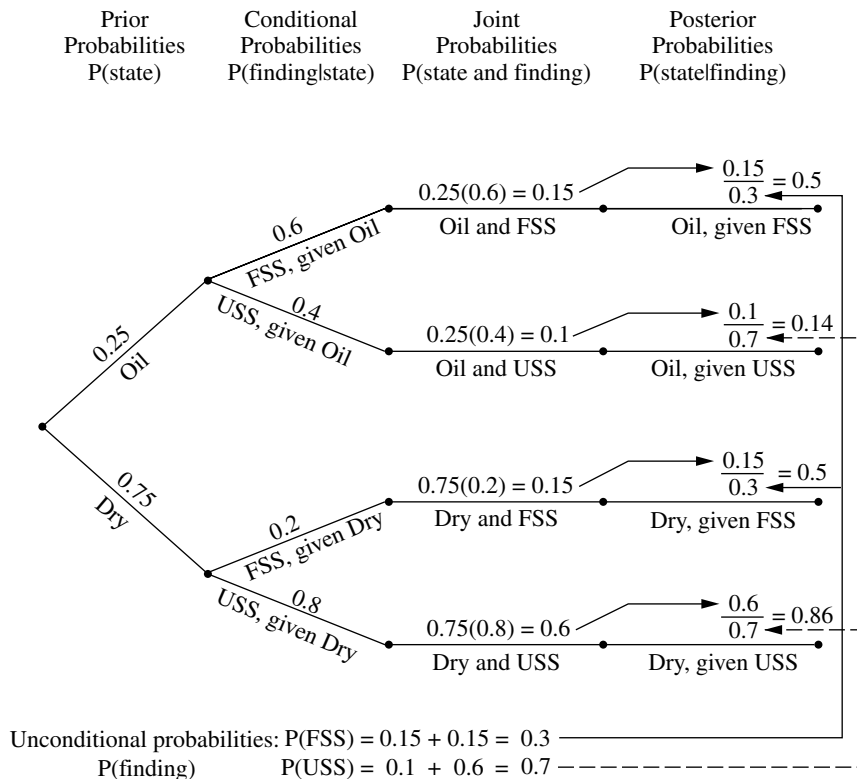 Prior
Probabilities
P(state)
Conditional
Probabilities
P(finding|state)
Joint
Probabilities
P(state and finding)
Posterior
Probabilities
P(state|finding)
0.25
Oil
0.75
Dry
0.6
FSS, given Oil
0.4
USS, given Oil
0.2
FSS, given Dry
0.8
USS, given Dry
0.25(0.6) = 0.15
Oil and FSS
0.15
0.3
= 0.5
Oil, given FSS
0.25(0.4) = 0.1
Oil and USS
0.1
0.7
= 0.14
Oil, given USS
0.75(0.2) = 0.15
Dry and FSS
0.15
0.3
= 0.5
Dry, given FSS
0.75(0.8) = 0.6
Dry and USS
0.6
0.7
= 0.86
Dry, given USS
Unconditional probabilities: P(FSS) = 0.15 + 0.15 = 0.3
P(finding) P(USS) = 0.1 + 0.6 = 0.7